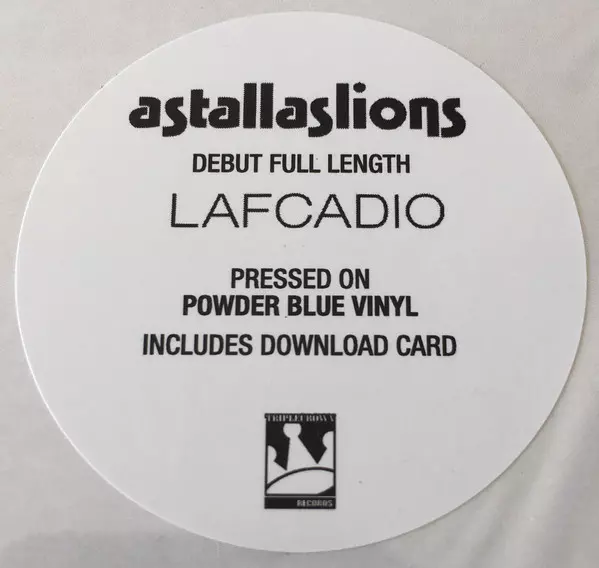 astallaslions
DEBUT FULL LENGTH
LAFCADIO
PRESSED ON
POWDER BLUE VINYL
INCLUDES DOWNLOAD CARD
TRIPLECROWN
RECORDS